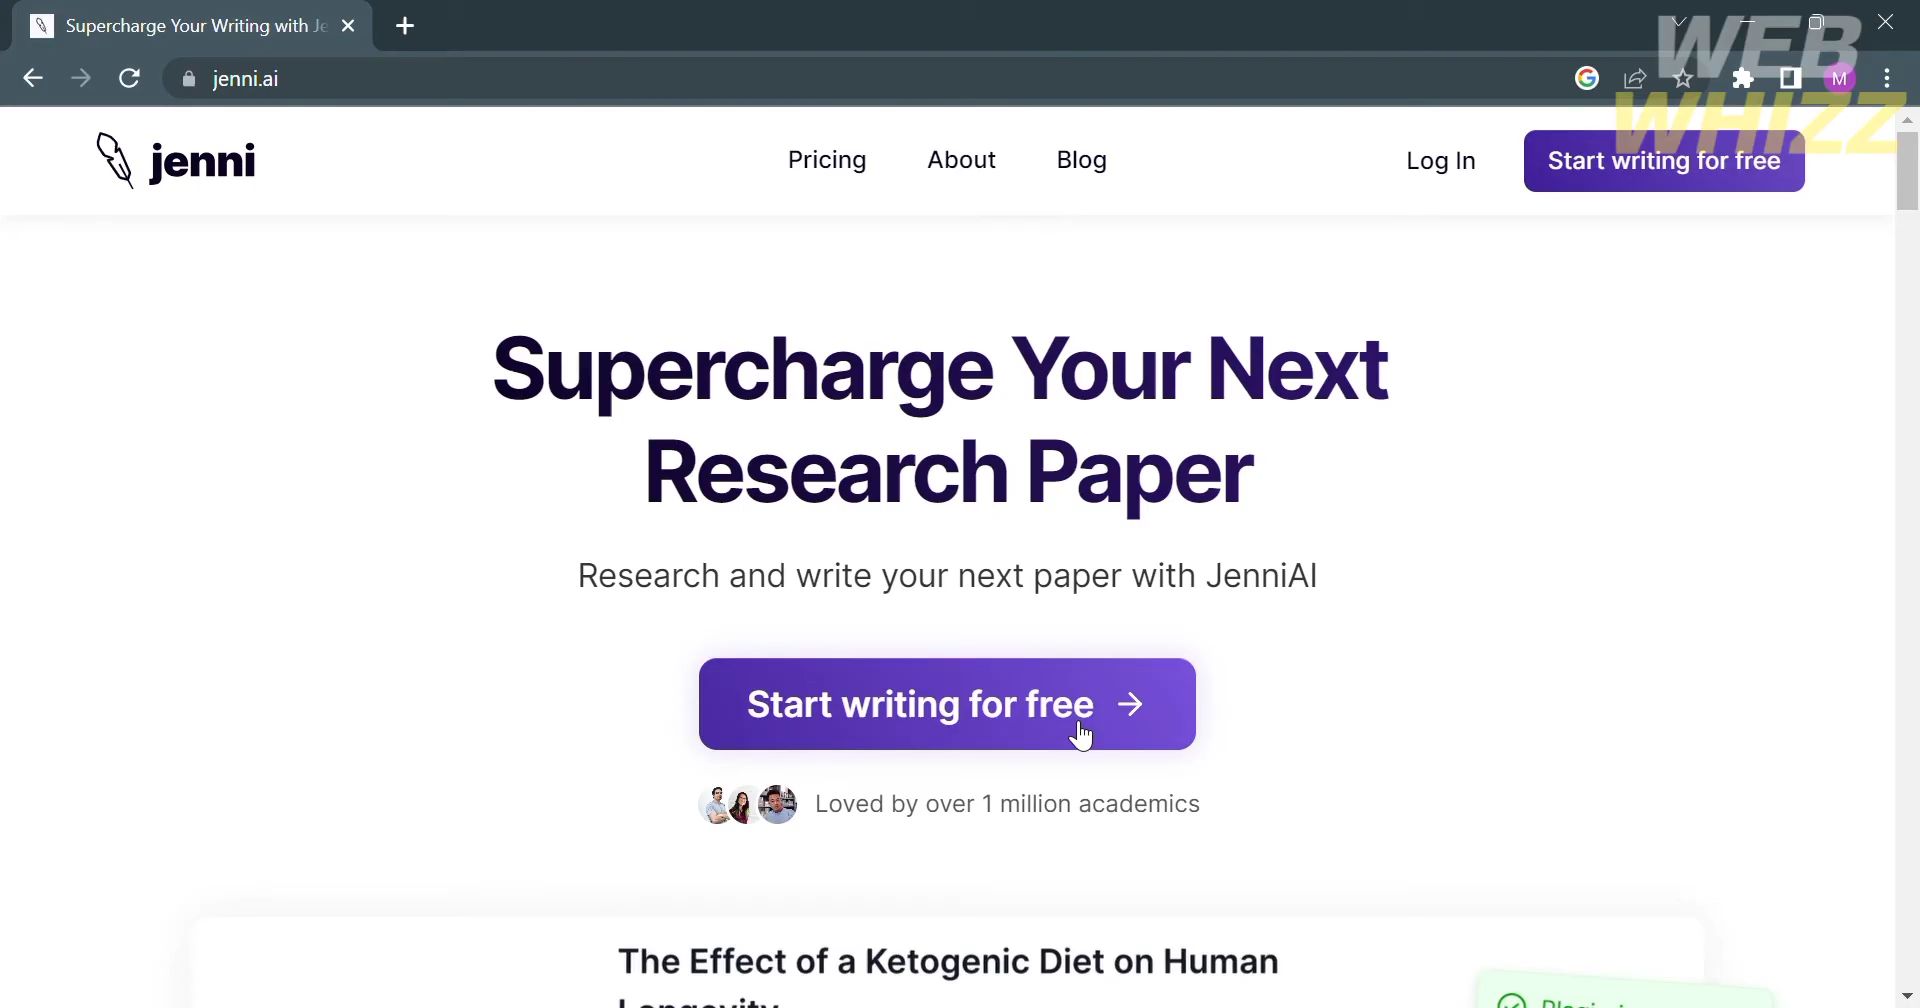 Supercharge Your Writing with Je
WEB
WHIZZ
jenni.ai
M
jenni
Pricing
About
Blog
Log In
Start writing for free
Supercharge Your Next
Research Paper
Research and write your next paper with JenniAI
Start writing for free →
Loved by over 1 million academics
The Effect of a Ketogenic Diet on Human
Longevity